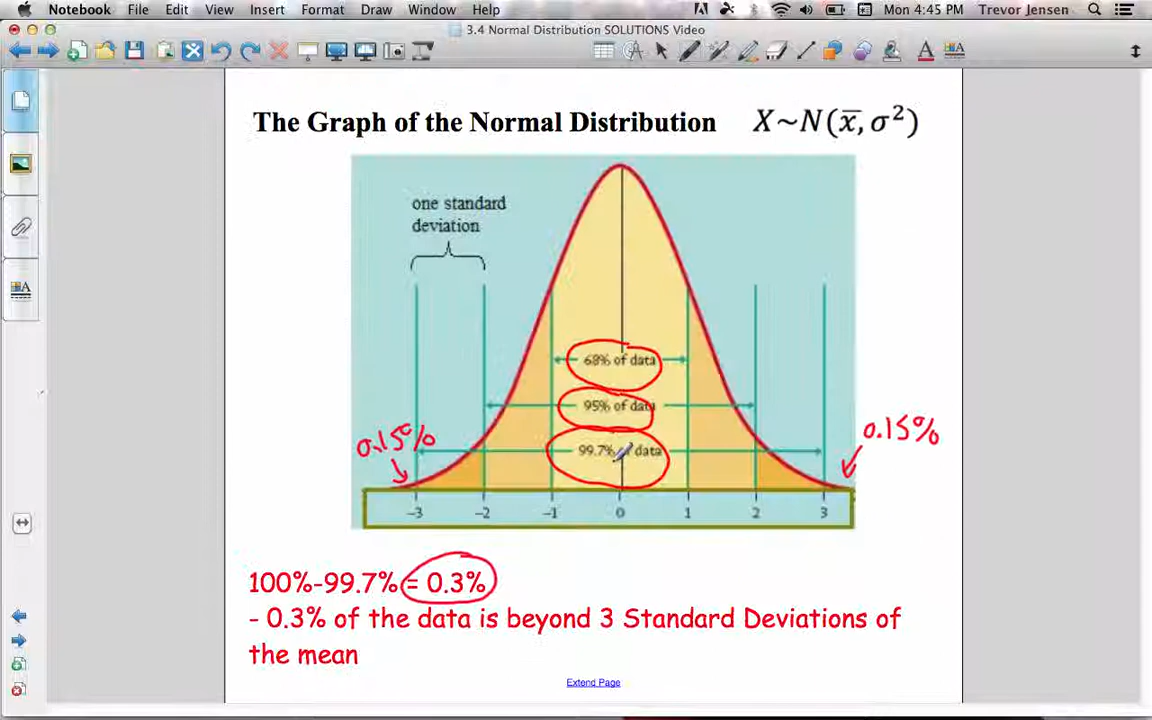 Notebook File Edit View Insert Format Draw Window Help Mon 4:45 PM Trevor Jensen
3.4 Normal Distribution SOLUTIONS Video
The Graph of the Normal Distribution X~N(x̅, σ²)
one standard
deviation
68% of data
95% of data
0.15%
0.15%
99.7% of data
-3 -2 -1 0 1 2 3
100%-99.7% = 0.3%
- 0.3% of the data is beyond 3 Standard Deviations of
the mean
Extend Page